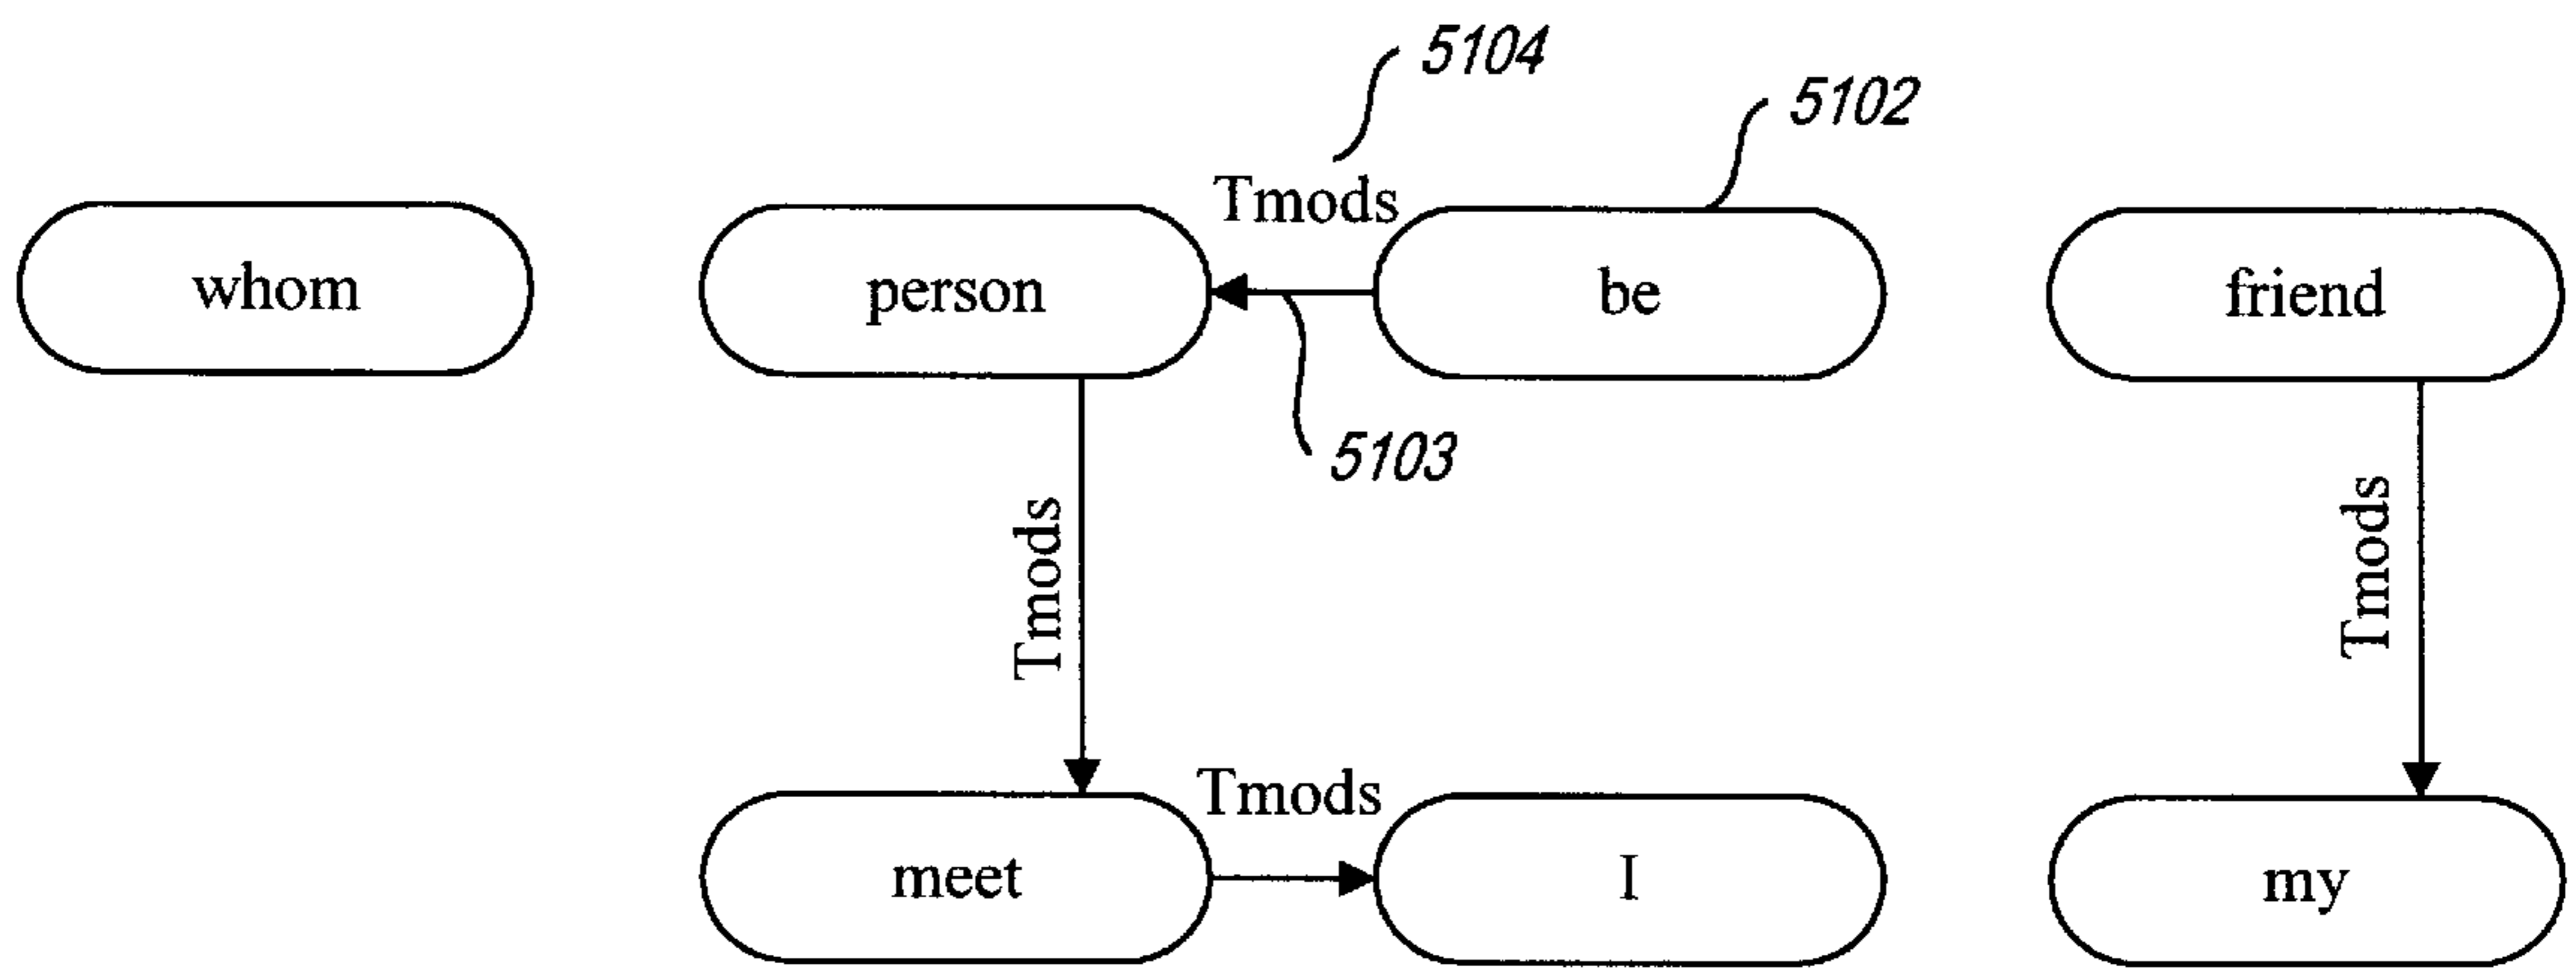 5104
5102
Tmods
whom
person
be
friend
5103
Tmods
Tmods
Tmods
meet
I
my